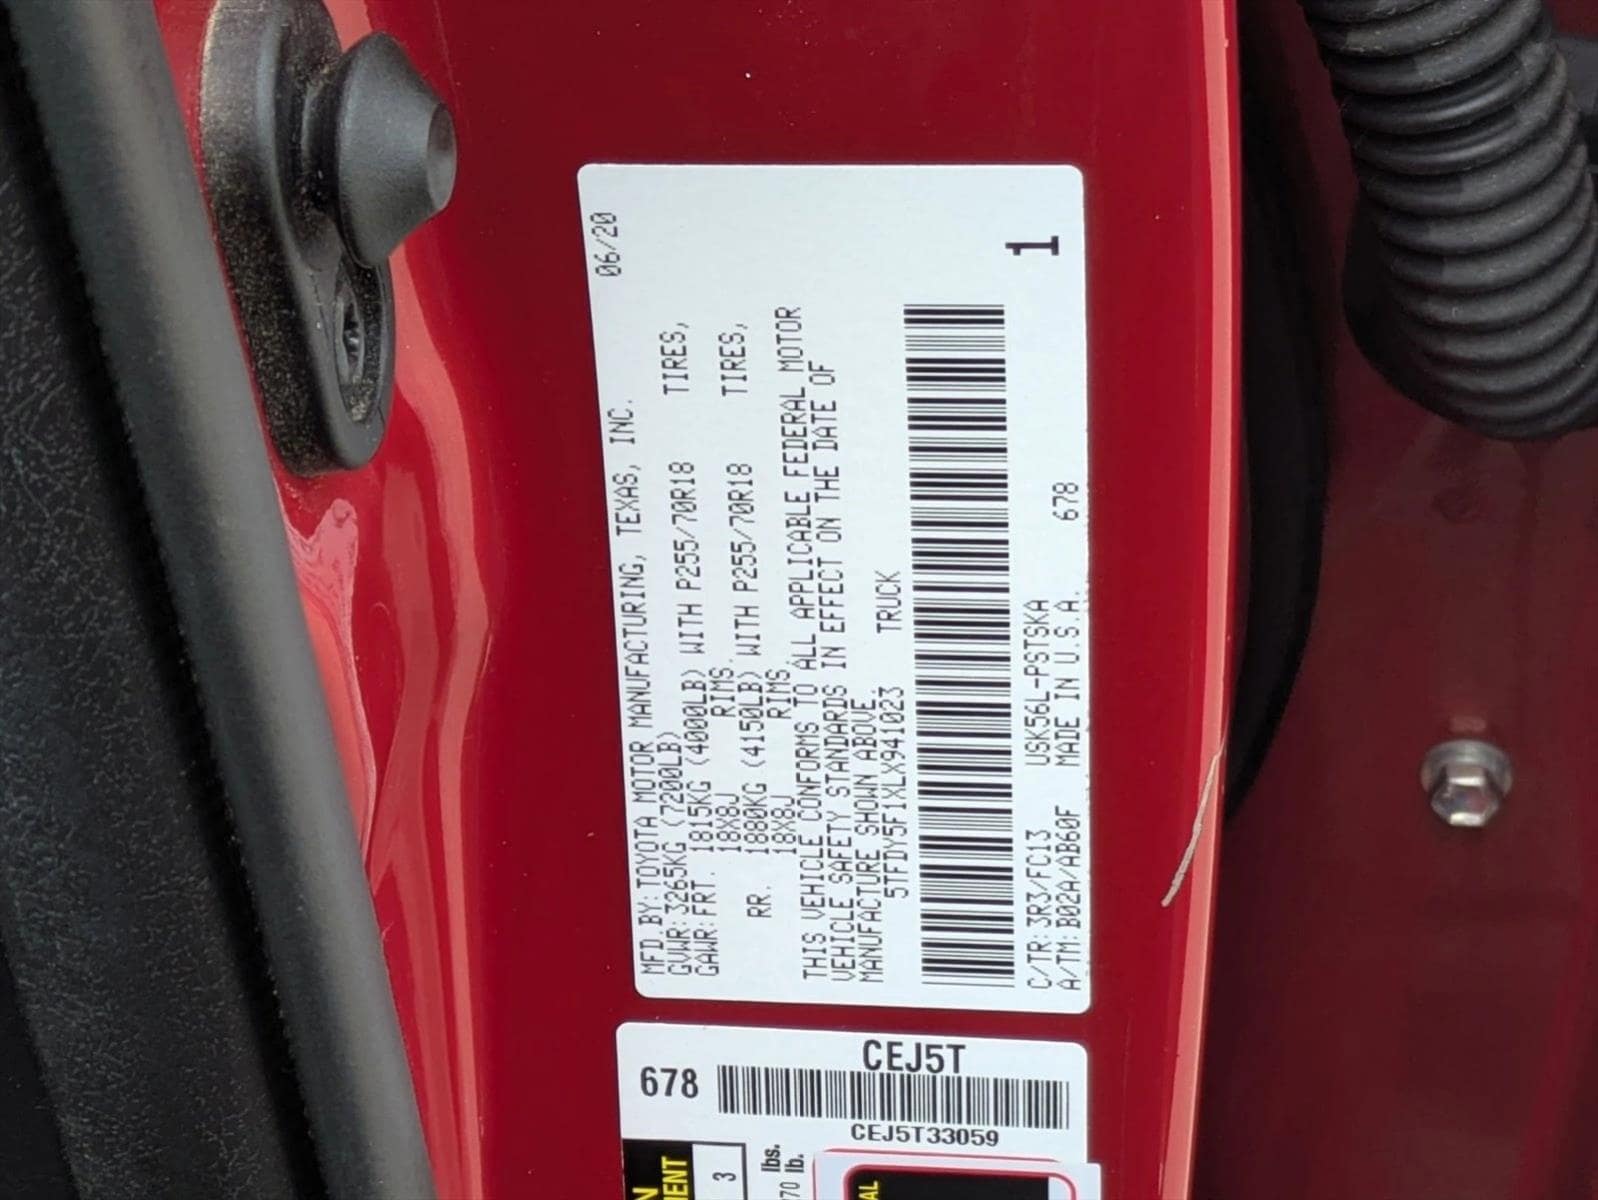 MFD.BY:TOYOTA MOTOR MANUFACTURING, TEXAS, INC. 06/20
GVWR:3265KG (7200LB)
GAWR:FRT. 1815KG (4000LB) WITH P255/70R18 TIRES,
18X8J RIMS.
RR. 1880KG (4150LB) WITH P255/70R18 TIRES,
18X8J RIMS.
THIS VEHICLE CONFORMS TO ALL APPLICABLE FEDERAL MOTOR
VEHICLE SAFETY STANDARDS IN EFFECT ON THE DATE OF
MANUFACTURE SHOWN ABOVE.
5TFDY5F1XLX941023 TRUCK
C/TR:3R3/FC13 USK56L-PSTSKA 1
A/TM:B02A/AB60F MADE IN U.S.A. 678
CEJ5T
678
CEJ5T33059
3
lbs.
lb.